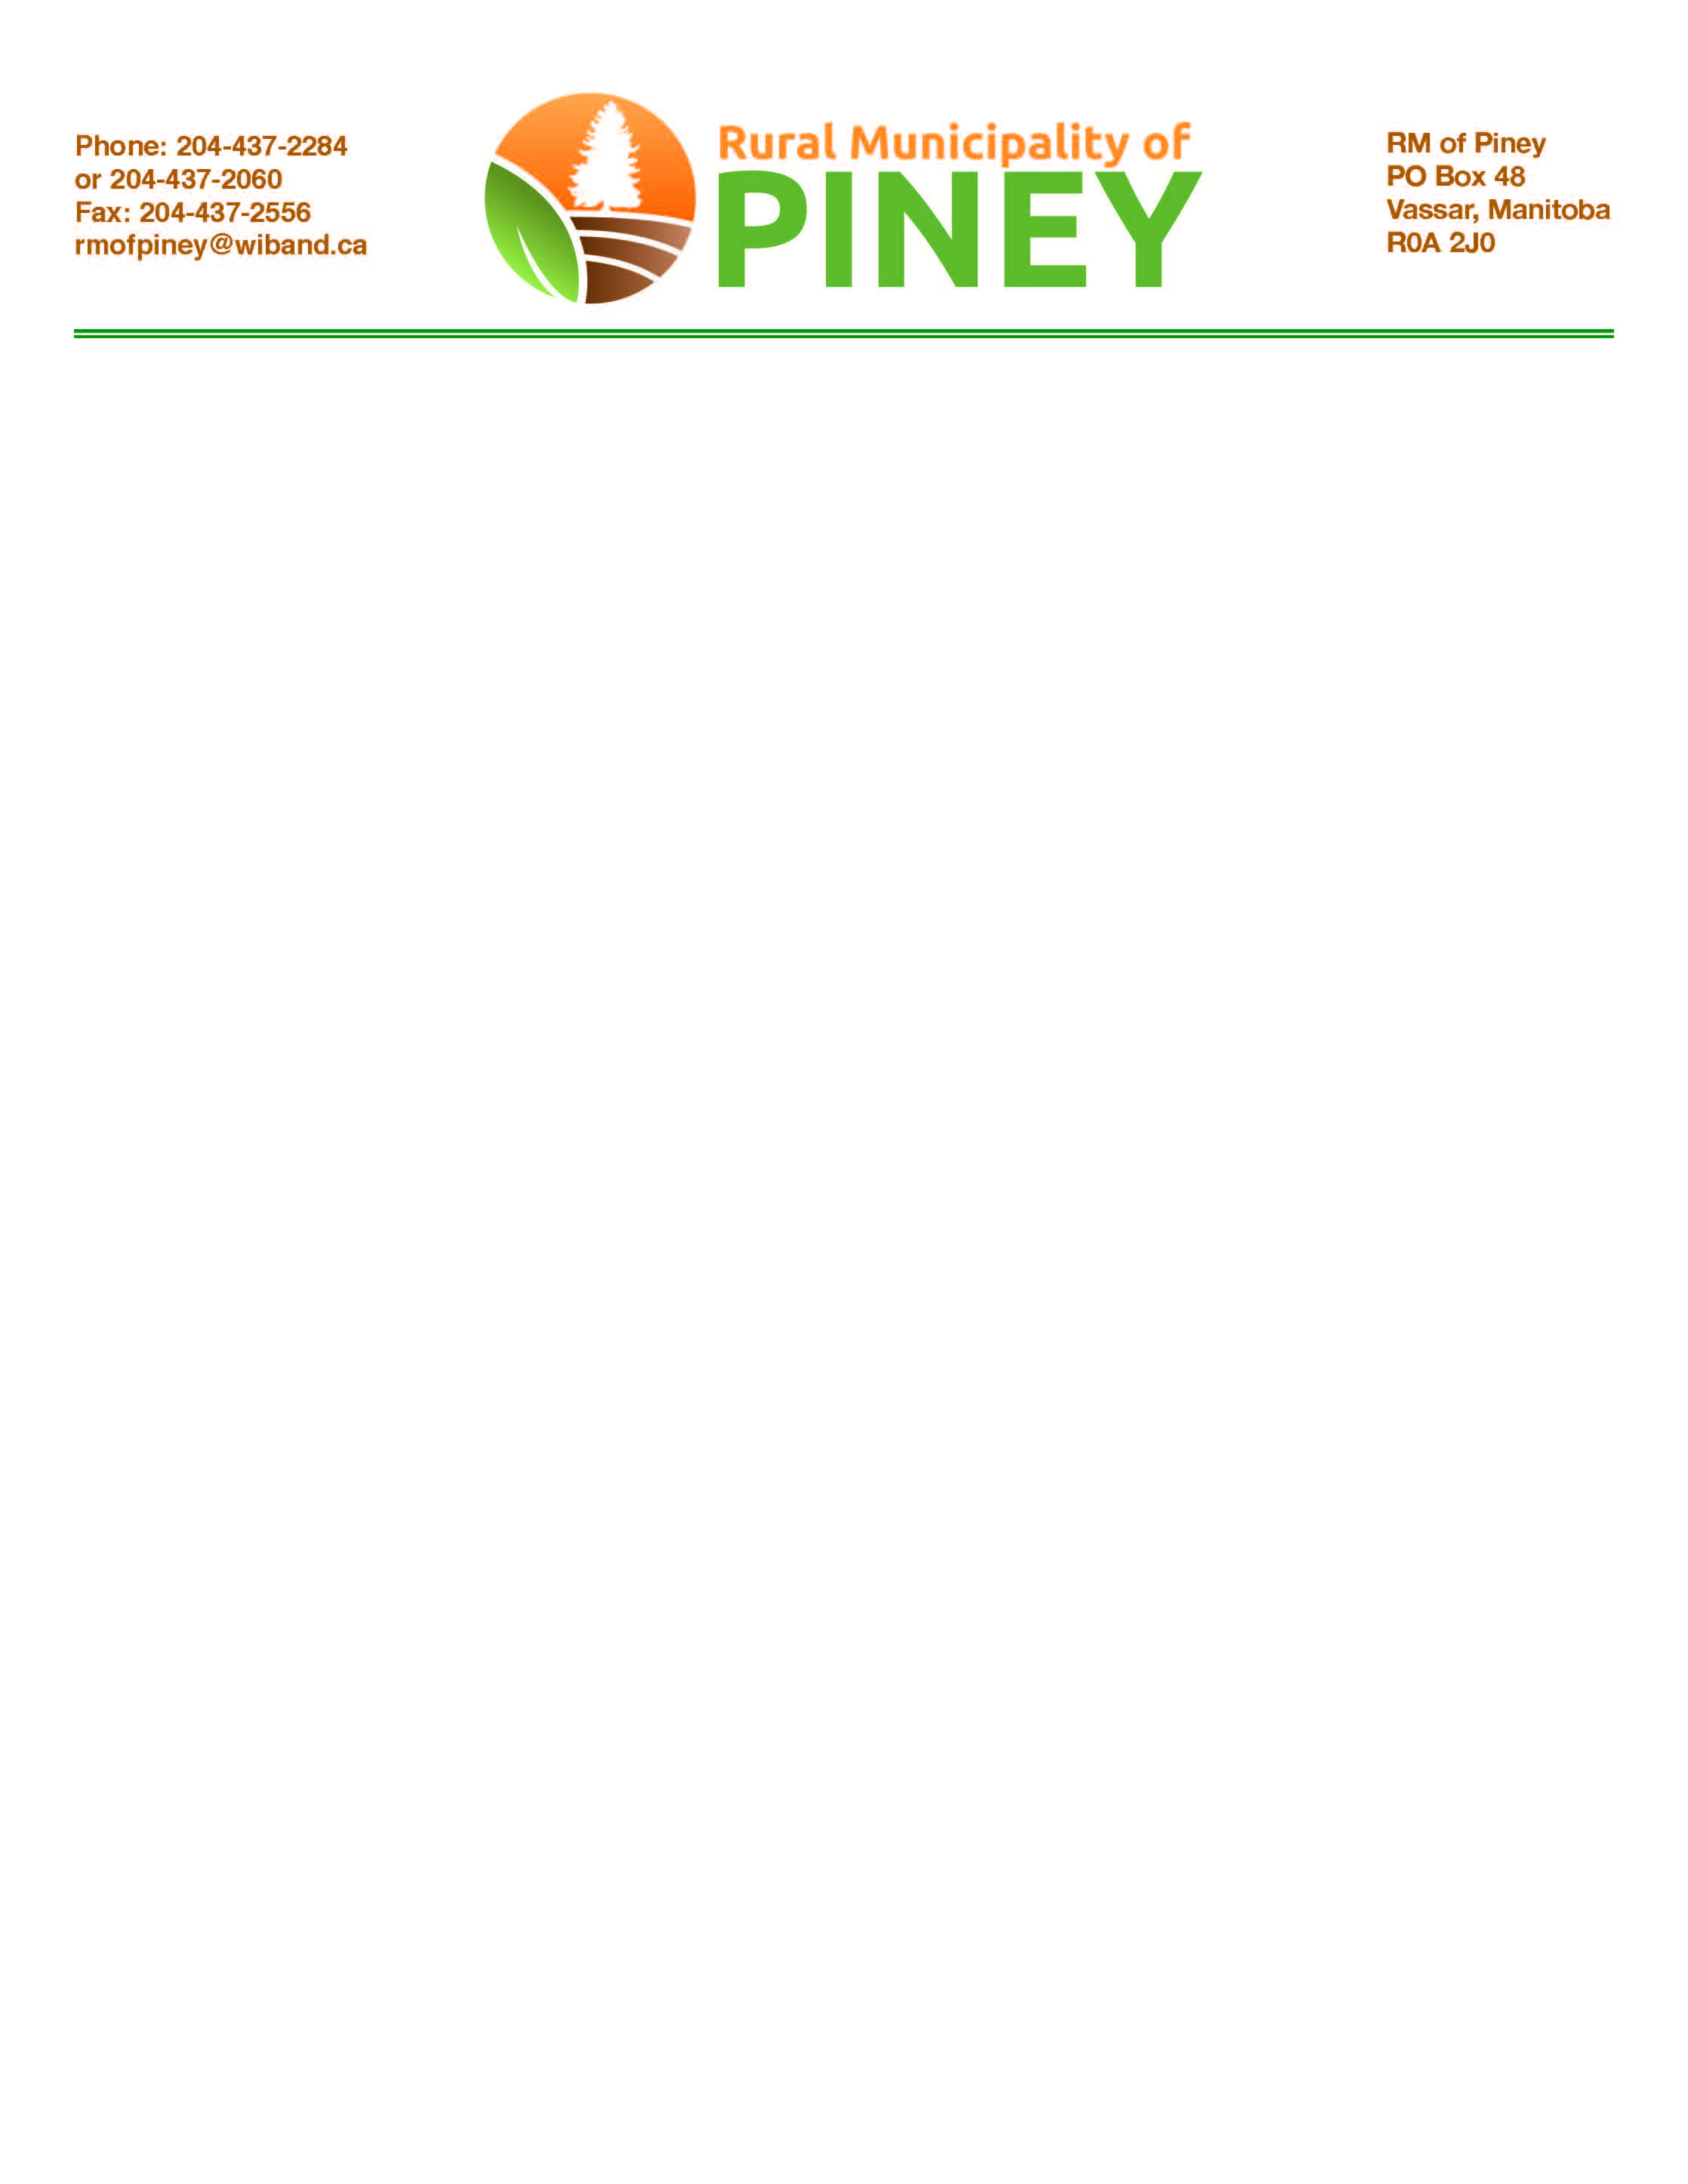 Phone: 204-437-2284
or 204-437-2060
Fax: 204-437-2556
rmofpiney@wiband.ca
Rural Municipality of
PINEY
RM of Piney
PO Box 48
Vassar, Manitoba
R0A 2J0